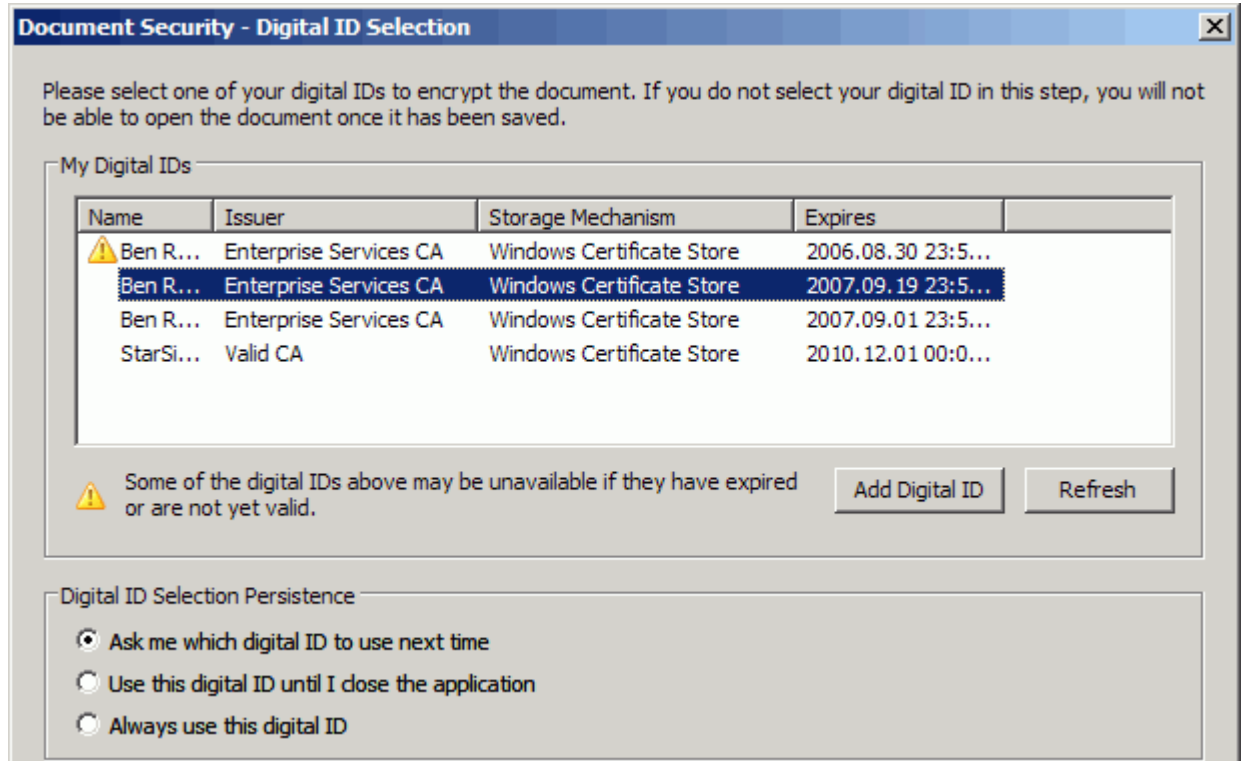 Document Security - Digital ID Selection
Please select one of your digital IDs to encrypt the document. If you do not select your digital ID in this step, you will not
be able to open the document once it has been saved.
My Digital IDs
Name Issuer Storage Mechanism Expires
Ben R... Enterprise Services CA Windows Certificate Store 2006.08.30 23:5...
Ben R... Enterprise Services CA Windows Certificate Store 2007.09.19 23:5...
Ben R... Enterprise Services CA Windows Certificate Store 2007.09.01 23:5...
StarSi... Valid CA Windows Certificate Store 2010.12.01 00:0...
Some of the digital IDs above may be unavailable if they have expired
or are not yet valid.
Add Digital ID Refresh
Digital ID Selection Persistence
Ask me which digital ID to use next time
Use this digital ID until I close the application
Always use this digital ID